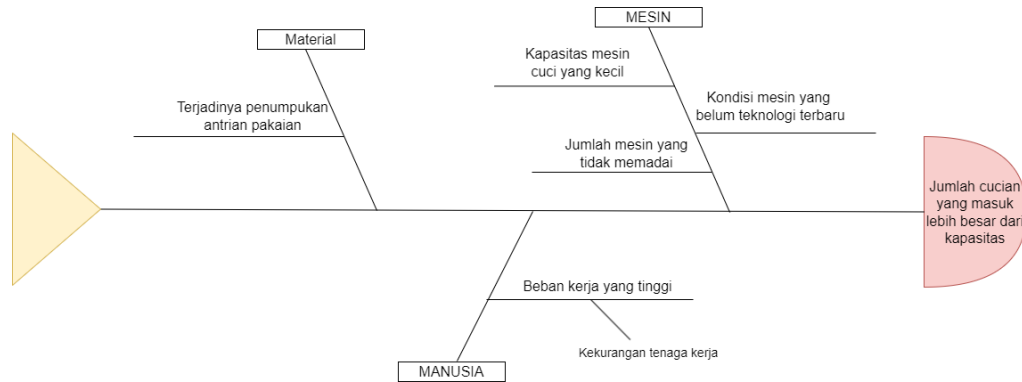 MESIN
Material
Kapasitas mesin
cuci yang kecil
Terjadinya penumpukan
antrian pakaian
Kondisi mesin yang
belum teknologi terbaru
Jumlah mesin yang
tidak memadai
Jumlah cucian
yang masuk
lebih besar dari
kapasitas
Beban kerja yang tinggi
Kekurangan tenaga kerja
MANUSIA